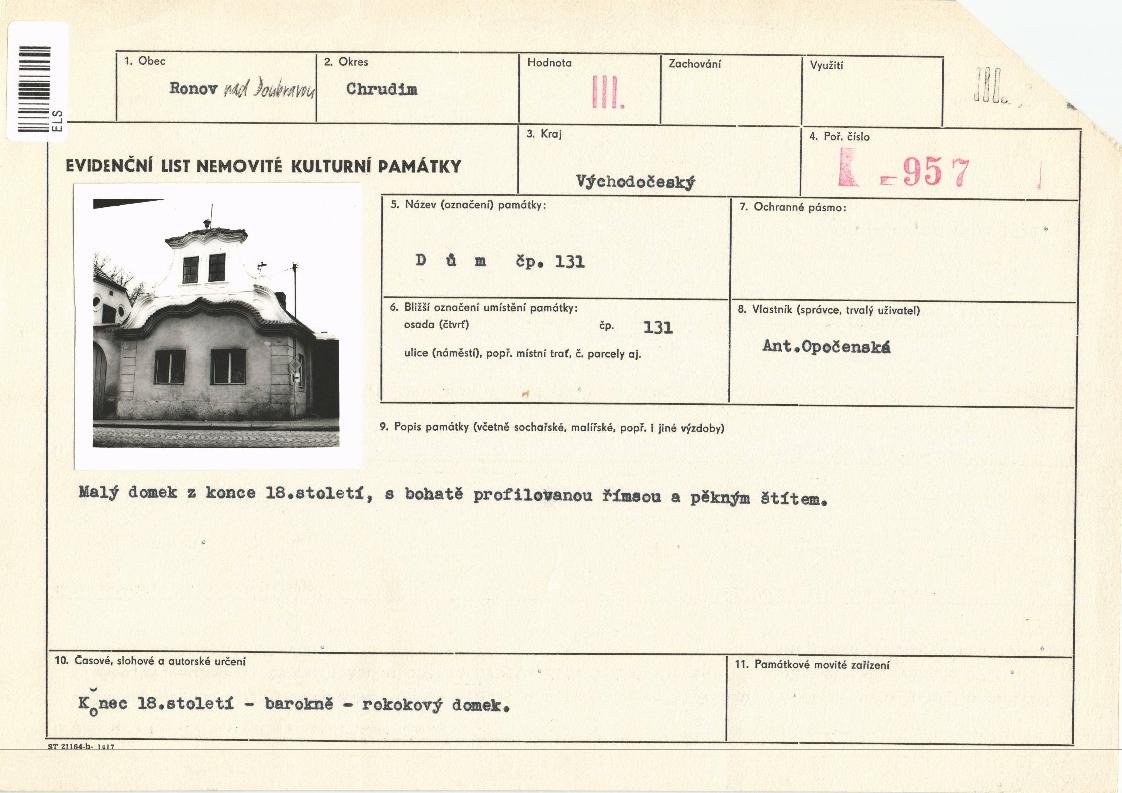 ELS
1. Obec
Ronov nad Doubravou
2. Okres
Chrudim
Hodnota
III.
Zachování
Využití
III.
EVIDENČNÍ LIST NEMOVITÉ KULTURNÍ PAMÁTKY
3. Kraj
Východočeský
4. Poř. číslo
957
5. Název (označení) památky:
D ů m čp. 131
7. Ochranné pásmo:
6. Bližší označení umístění památky:
osada (čtvrť) čp. 131
ulice (náměstí), popř. místní trať, č. parcely aj.
8. Vlastník (správce, trvalý uživatel)
Ant.Opočenská
9. Popis památky (včetně sochařské, malířské, popř. i jiné výzdoby)
Malý domek z konce 18.století, s bohatě profilovanou římsou a pěkným štítem.
10. Časové, slohové a autorské určení
Konec 18.století - barokně - rokokový domek.
11. Památkové movité zařízení
ST 21164-b- 1417